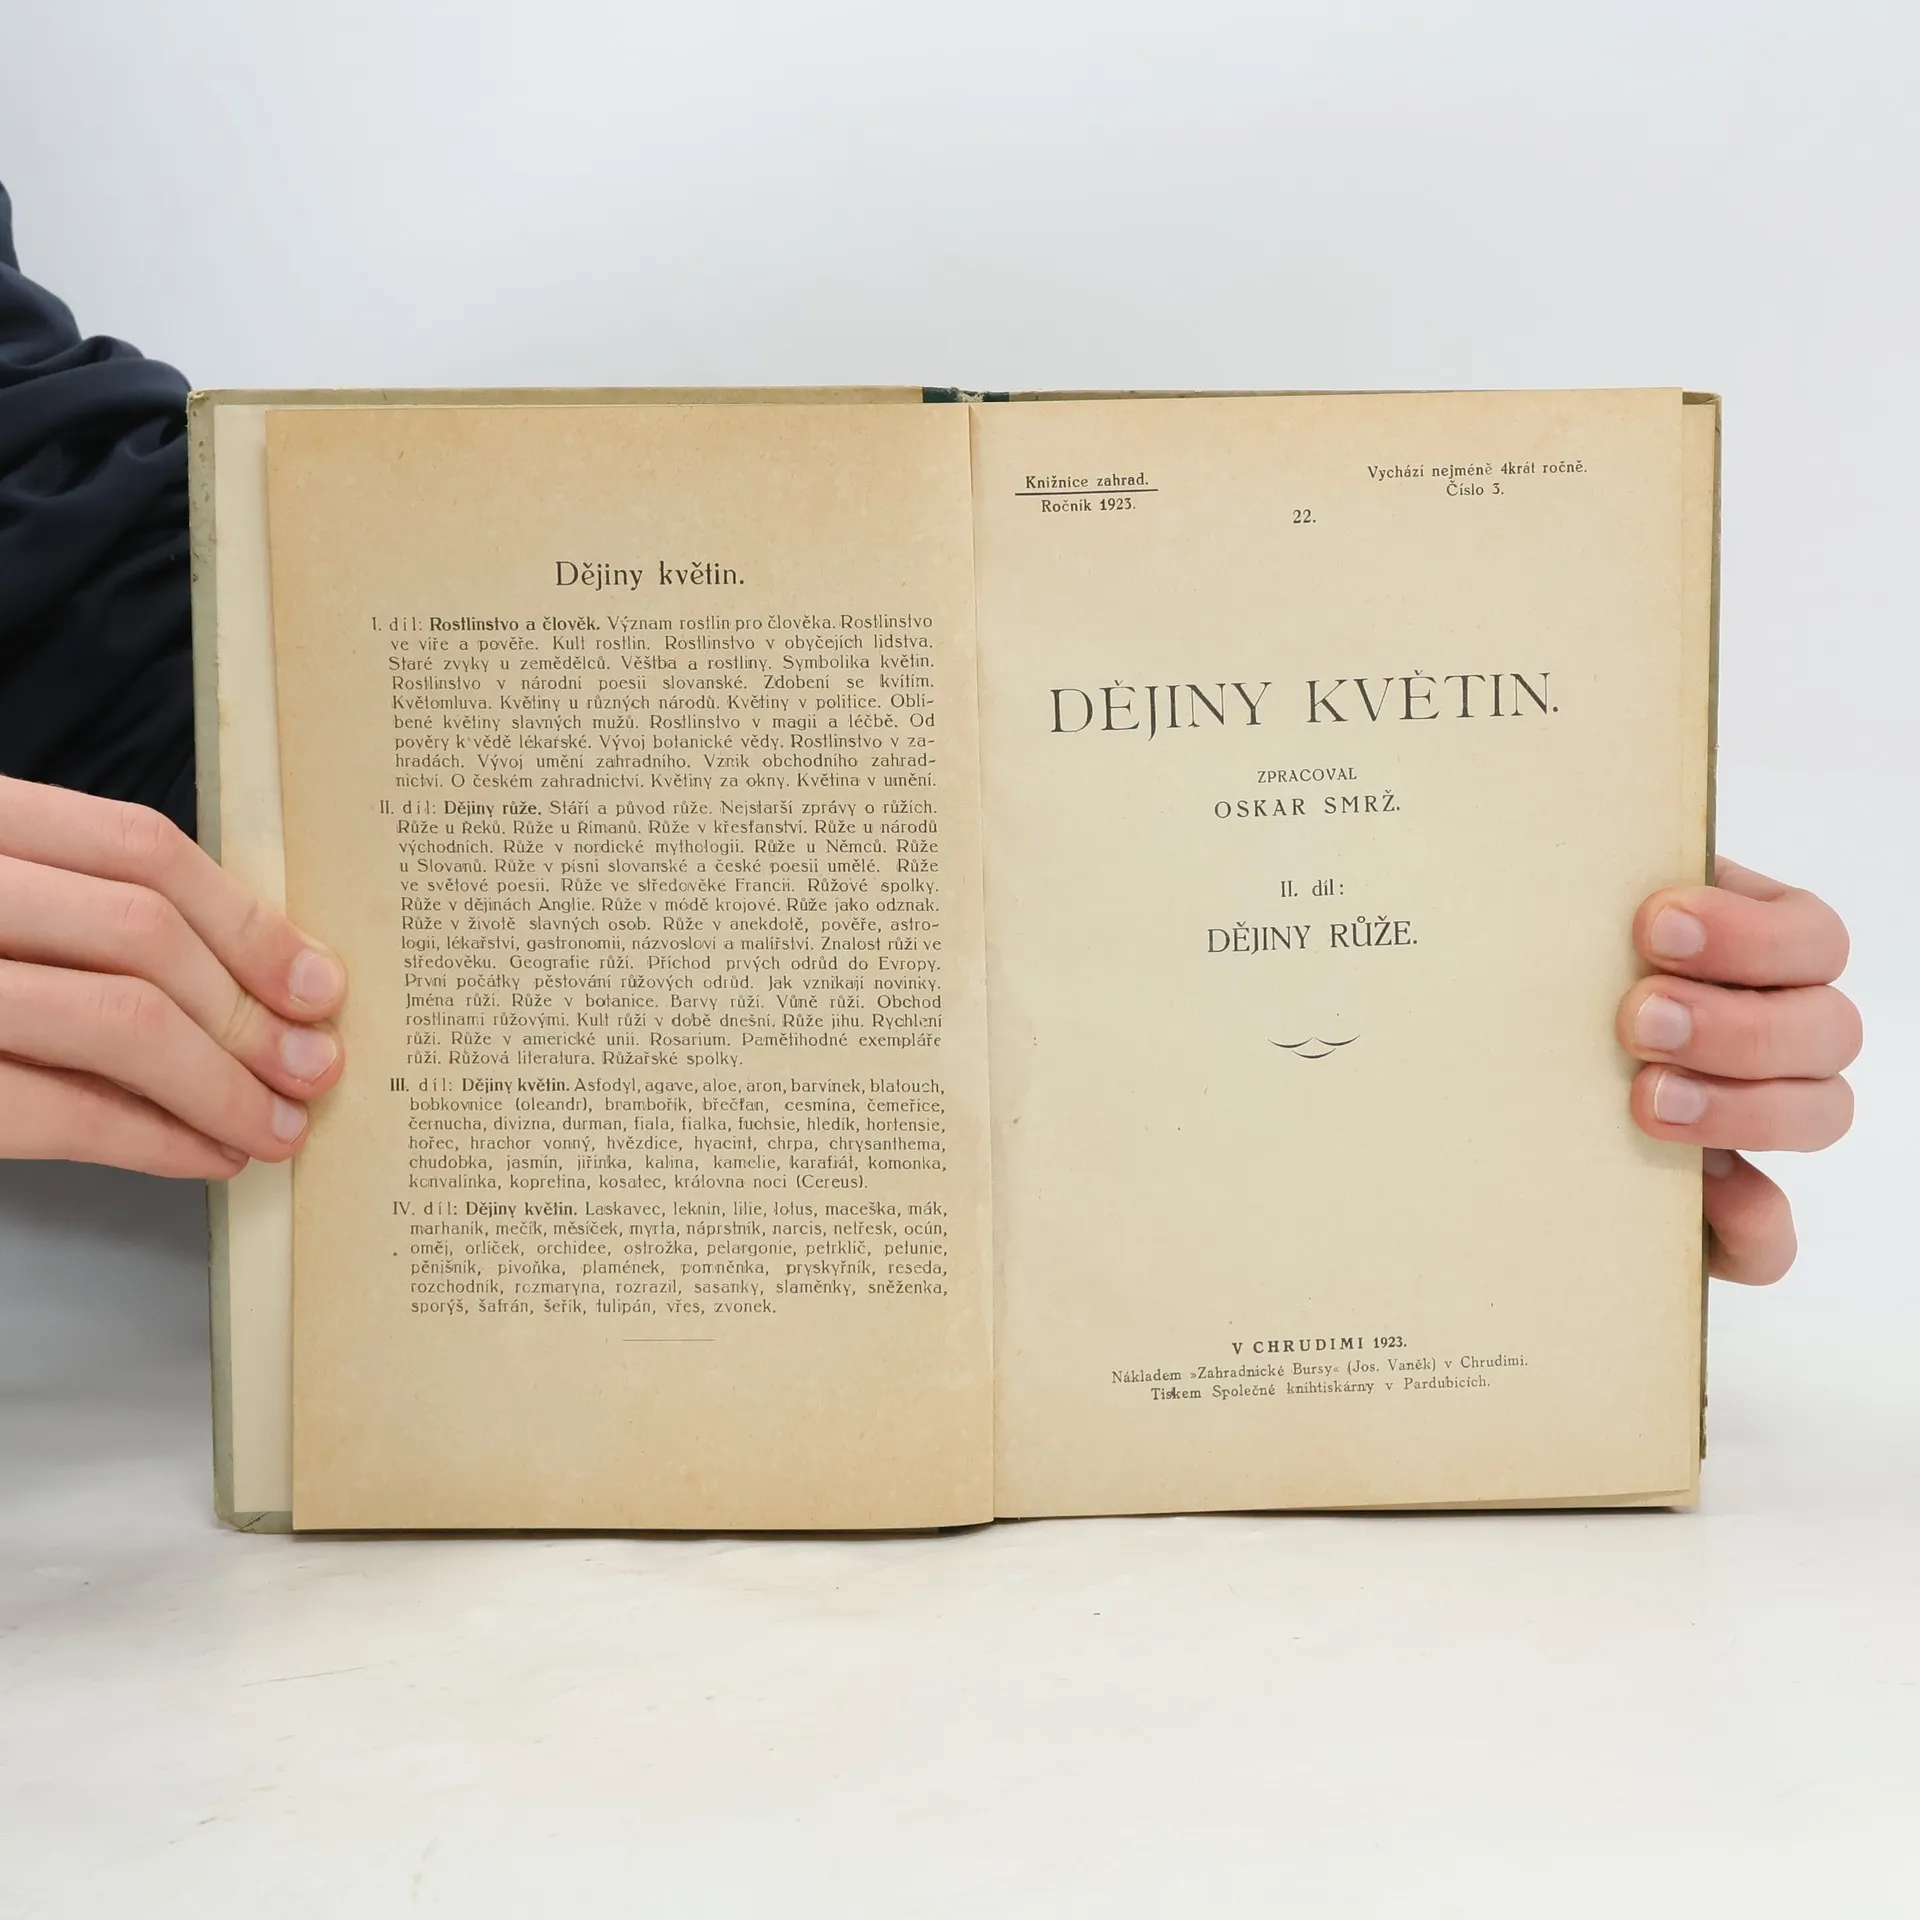 Dějiny květin.
I. díl: Rostlinstvo a člověk. Význam rostlin pro člověka. Rostlinstvo
ve víře a pověře. Kult rostlin. Rostlinstvo v obyčejích lidstva.
Staré zvyky u zemědělců. Věštba a rostliny. Symbolika květin.
Rostlinstvo v národní poesii slovanské. Zdobení se kvítím.
Květomluva. Květiny u různých národů. Květiny v politice. Oblí-
bené květiny slavných mužů. Rostlinstvo v magii a léčbě. Od
pověry k vědě lékařské. Vývoj botanické vědy. Rostlinstvo v za-
hradách. Vývoj umění zahradního. Vznik obchodního zahrad-
nictví. O českém zahradnictví. Květiny za okny. Květina v umění.
II. díl: Dějiny růže. Stáří a původ růže. Nejstarší zprávy o růžích.
Růže u Řeků. Růže u Římanů. Růže v křesťanství. Růže u národů
východních. Růže v nordické mythologii. Růže u Němců. Růže
u Slovanů. Růže v písni slovanské a české poesii umělé. Růže
ve světové poesii. Růže ve středověké Francii. Růžové spolky.
Růže v dějinách Anglie. Růže v módě krojové. Růže jako odznak.
Růže v životě slavných osob. Růže v anekdotě, pověře, astro-
logii, lékařství, gastronomii, názvosloví a malířství. Znalost růží ve
středověku. Geografie růží. Příchod prvých odrůd do Evropy.
První počátky pěstování růžových odrůd. Jak vznikají novinky.
Jména růží. Růže v botanice. Barvy růží. Vůně růží. Obchod
rostlinami růžovými. Kult růží v době dnešní. Růže jihu. Rychlení
růží. Růže v americké unii. Rosarium. Pamětihodné exempláře
růží. Růžová literatura. Růžařské spolky.
III. díl: Dějiny květin. Asfodyl, agave, aloe, aron, barvínek, blatouch,
bobkovnice (oleandr), brambořík, břečťan, cesmína, čemeřice,
černucha, divizna, durman, fiala, fialka, fuchsie, hledík, hortensie,
hořec, hrachor vonný, hvězdice, hyacint, chrpa, chrysanthema,
chudobka, jasmín, jiřinka, kalina, kamelie, karafiát, komonka,
konvalinka, kopretina, kosatec, královna noci (Cereus).
IV. díl: Dějiny květin. Laskavec, leknín, lilie, lotus, maceška, mák,
marhaník, mečík, měsíček, myrta, náprstník, narcis, netřesk, ocún,
oměj, orlíček, orchidee, ostrožka, pelargonie, petrklíč, petunie,
pěnišník, pivoňka, plamének, pomněnka, pryskyřník, reseda,
rozchodník, rozmaryna, rozrazil, sasanky, slaměnky, sněženka,
sporýš, šafrán, šeřík, tulipán, vřes, zvonek.
Knižnice zahrad.
Ročník 1923.
22.
Vychází nejméně 4krát ročně.
Číslo 3.
DĚJINY KVĚTIN.
ZPRACOVAL
OSKAR SMRŽ.
II. díl:
DĚJINY RŮŽE.
V CHRUDIMI 1923.
Nákladem »Zahradnické Bursy« (Jos. Vaněk) v Chrudimi.
Tiskem Společné knihtiskárny v Pardubicích.